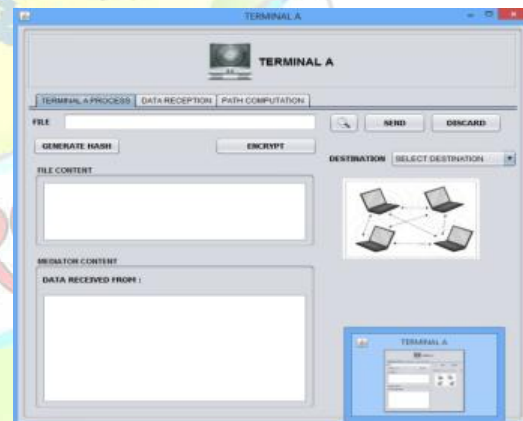 TERMINAL A
TERMINAL A
TERMINAL A PROCESS DATA RECEPTION PATH COMPUTATION
FILE SEND DISCARD
GENERATE HASH ENCRYPT
DESTINATION SELECT DESTINATION
FILE CONTENT
MEDIATOR CONTENT
DATA RECEIVED FROM :
TERMINAL A